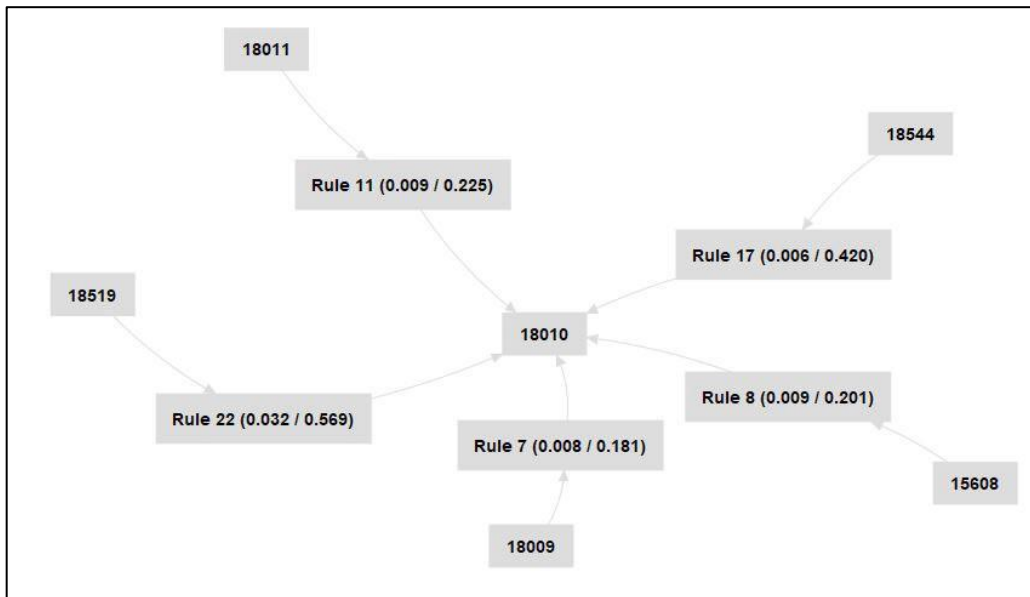 18011
18544
Rule 11 (0.009 / 0.225)
Rule 17 (0.006 / 0.420)
18519
18010
Rule 8 (0.009 / 0.201)
Rule 22 (0.032 / 0.569)
Rule 7 (0.008 / 0.181)
15608
18009